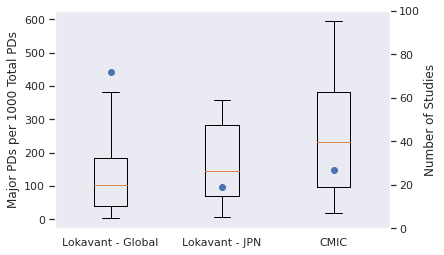 Major PDs per 1000 Total PDs
600
500
400
300
200
100
0
100
80
60
40
20
0
Number of Studies
Lokavant - Global
Lokavant - JPN
CMIC